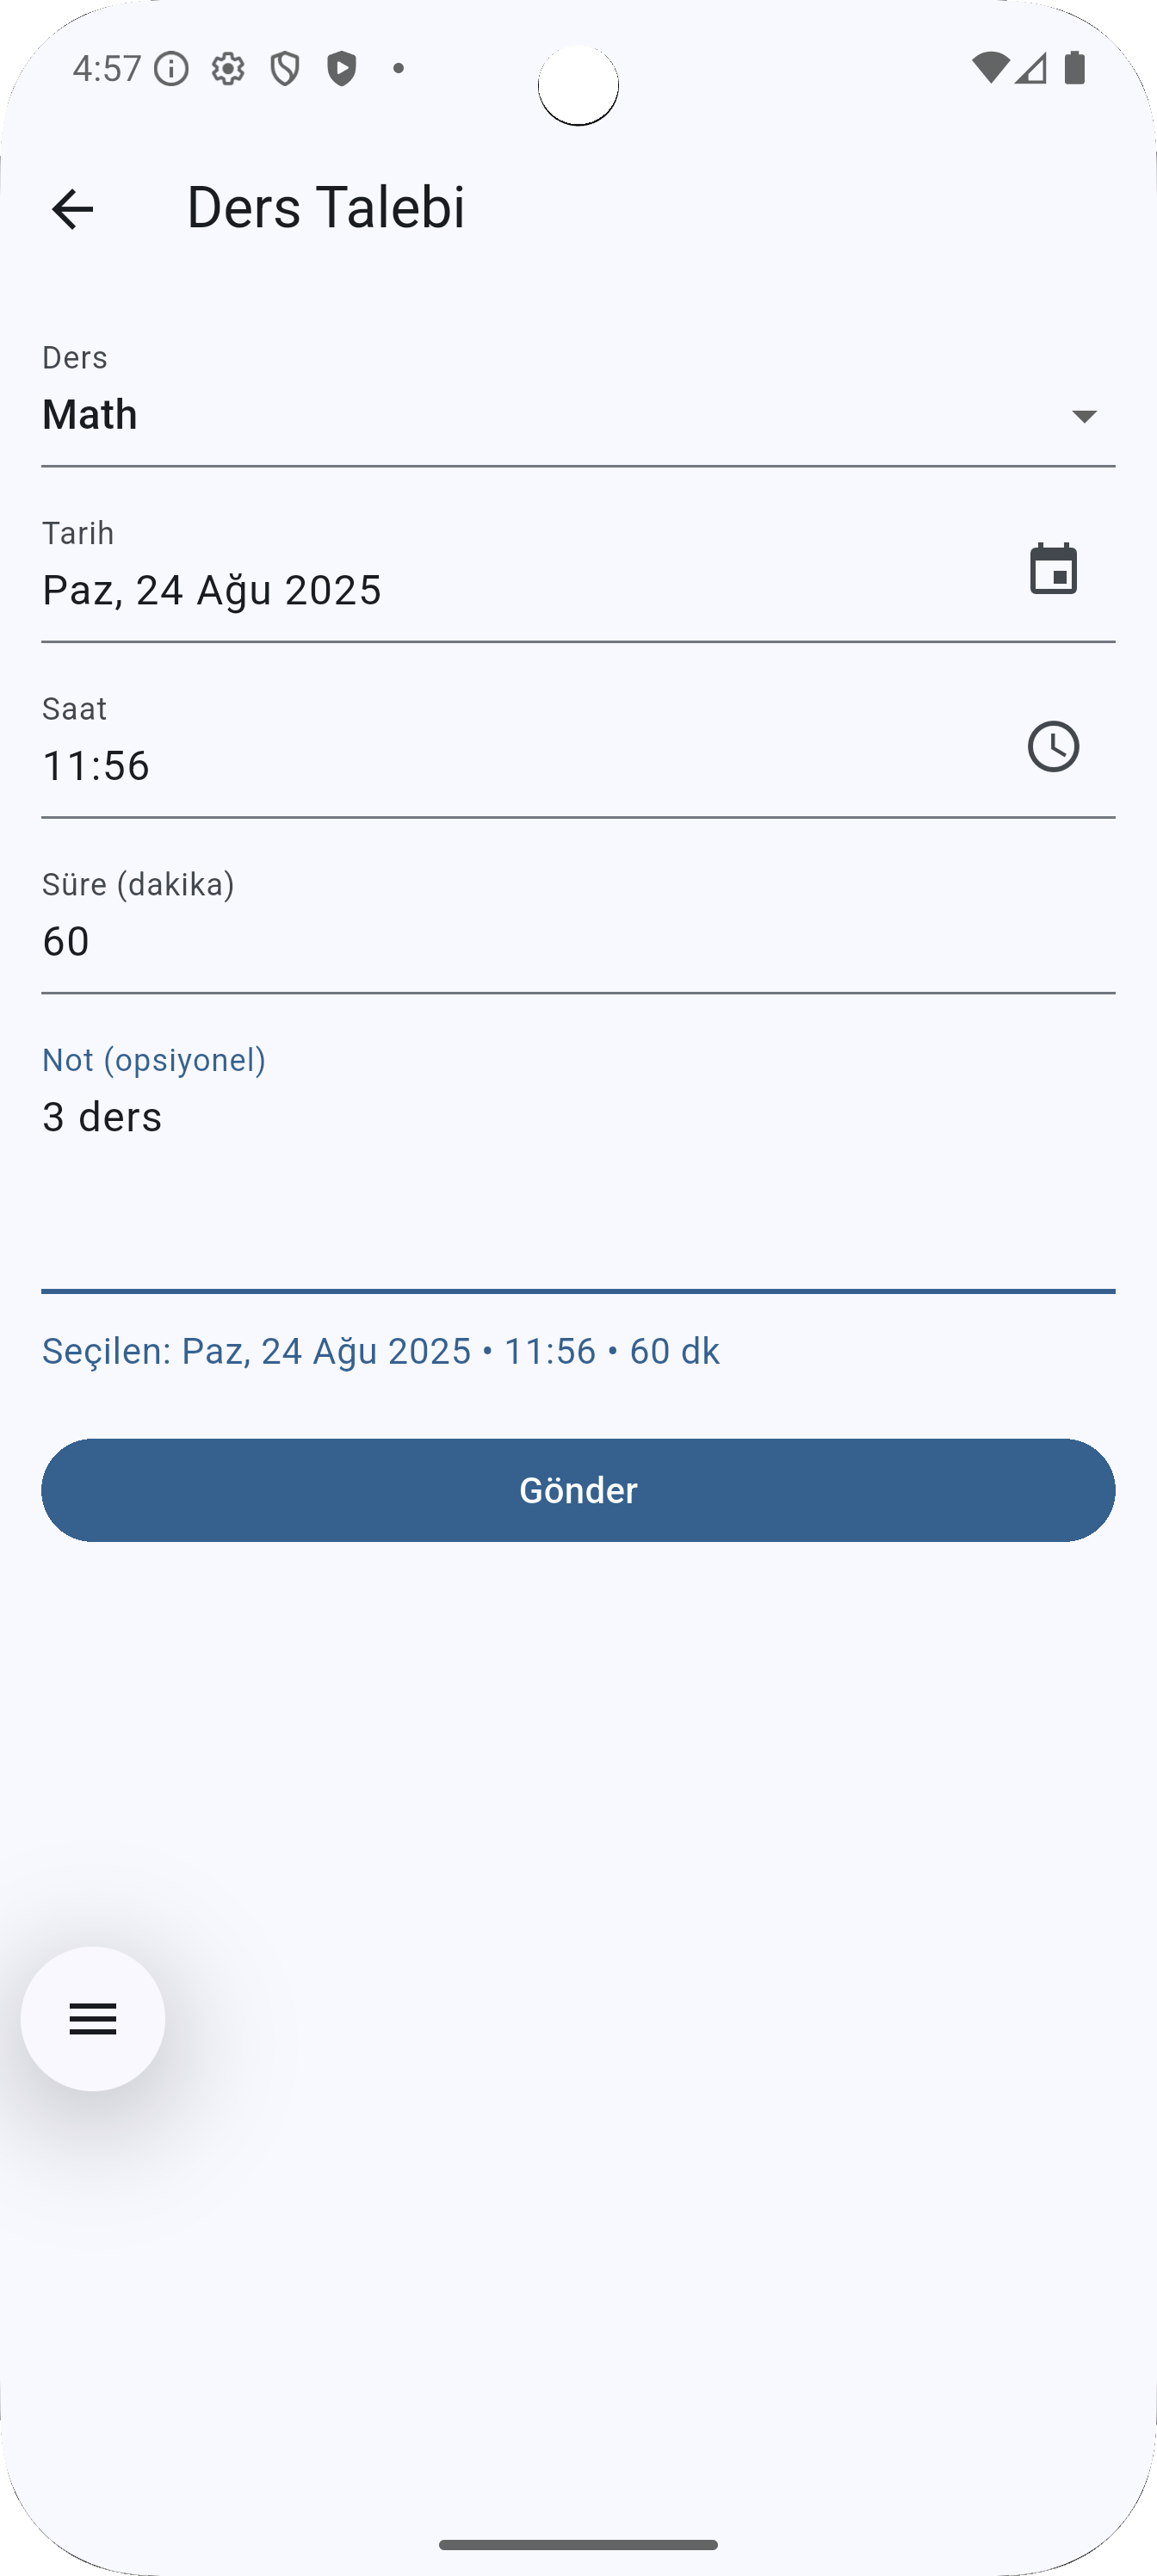 4:57
Ders Talebi
Ders
Math
Tarih
Paz, 24 Ağu 2025
Saat
11:56
Süre (dakika)
60
Not (opsiyonel)
3 ders
Seçilen: Paz, 24 Ağu 2025 • 11:56 • 60 dk
Gönder